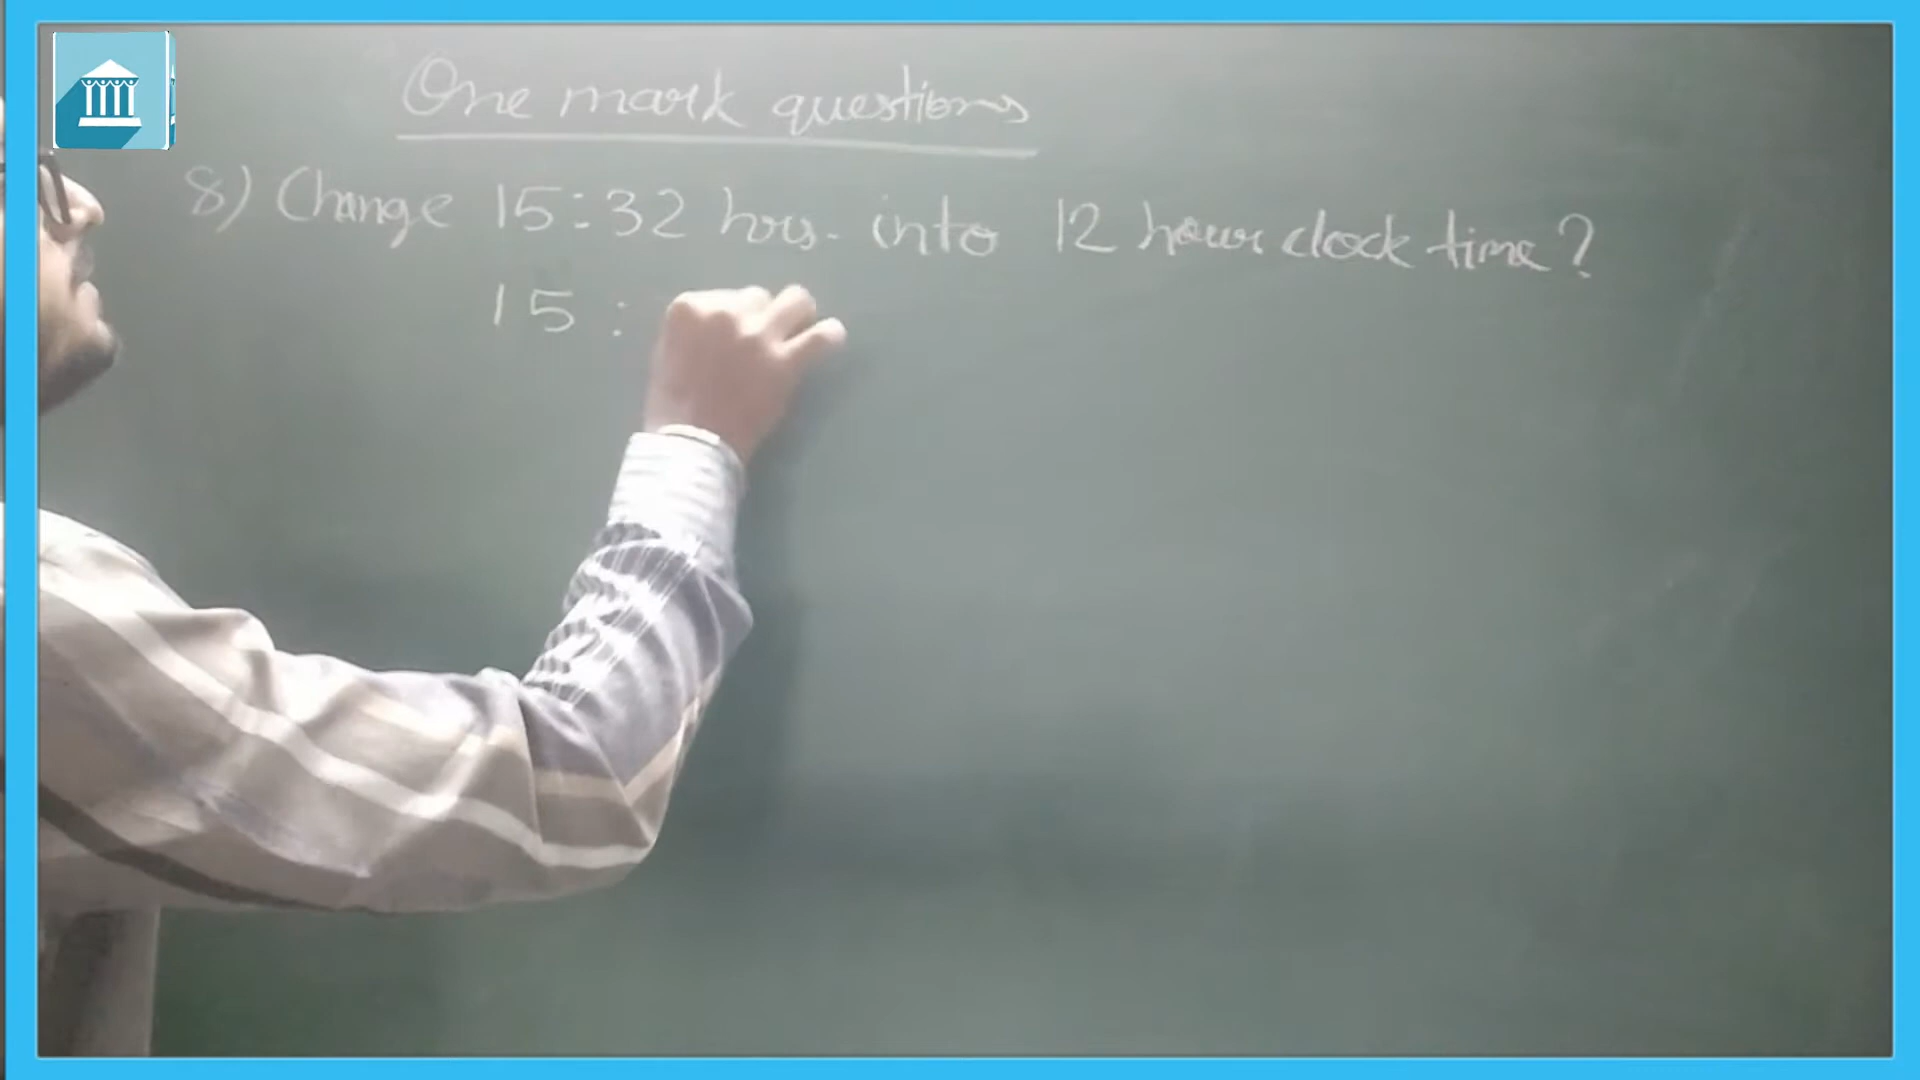 One mark questions
8) Change 15:32 hrs. into 12 hour clock time?
15 :